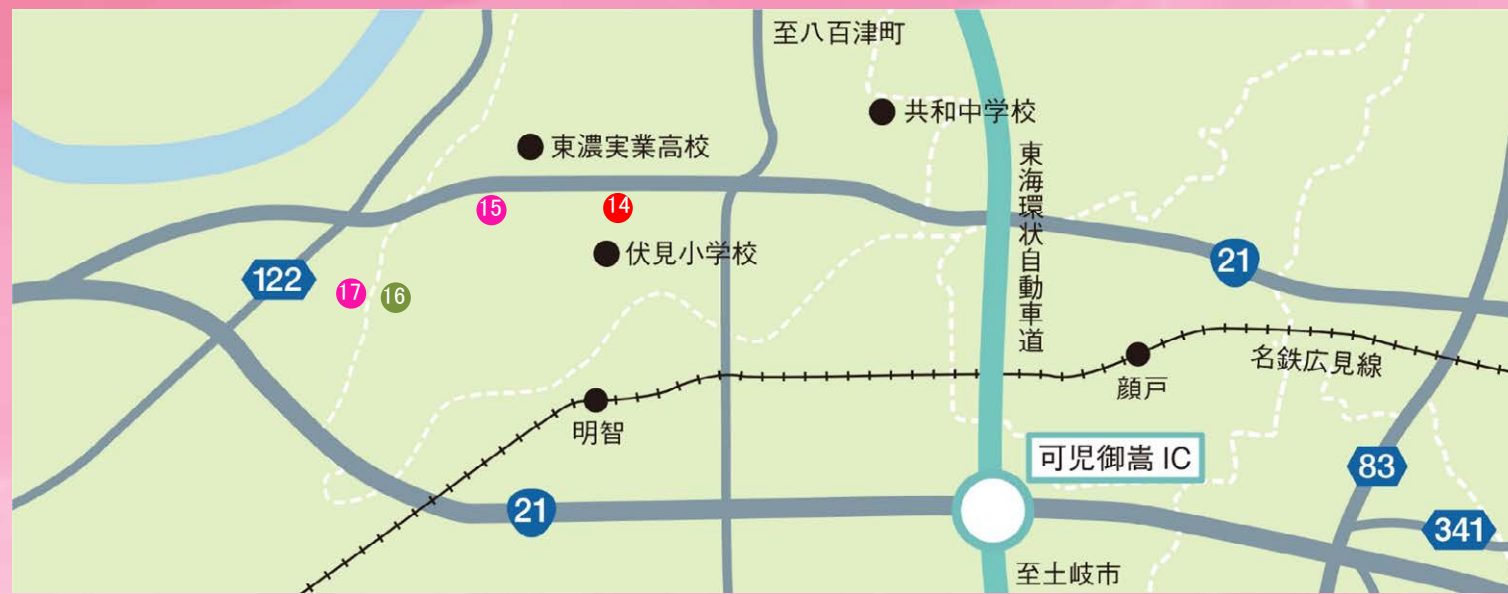 至八百津町
共和中学校
東濃実業高校
東海環状自動車道
15
14
伏見小学校
122
21
17
16
名鉄広見線
顔戸
明智
可児御嵩 IC
83
21
341
至土岐市